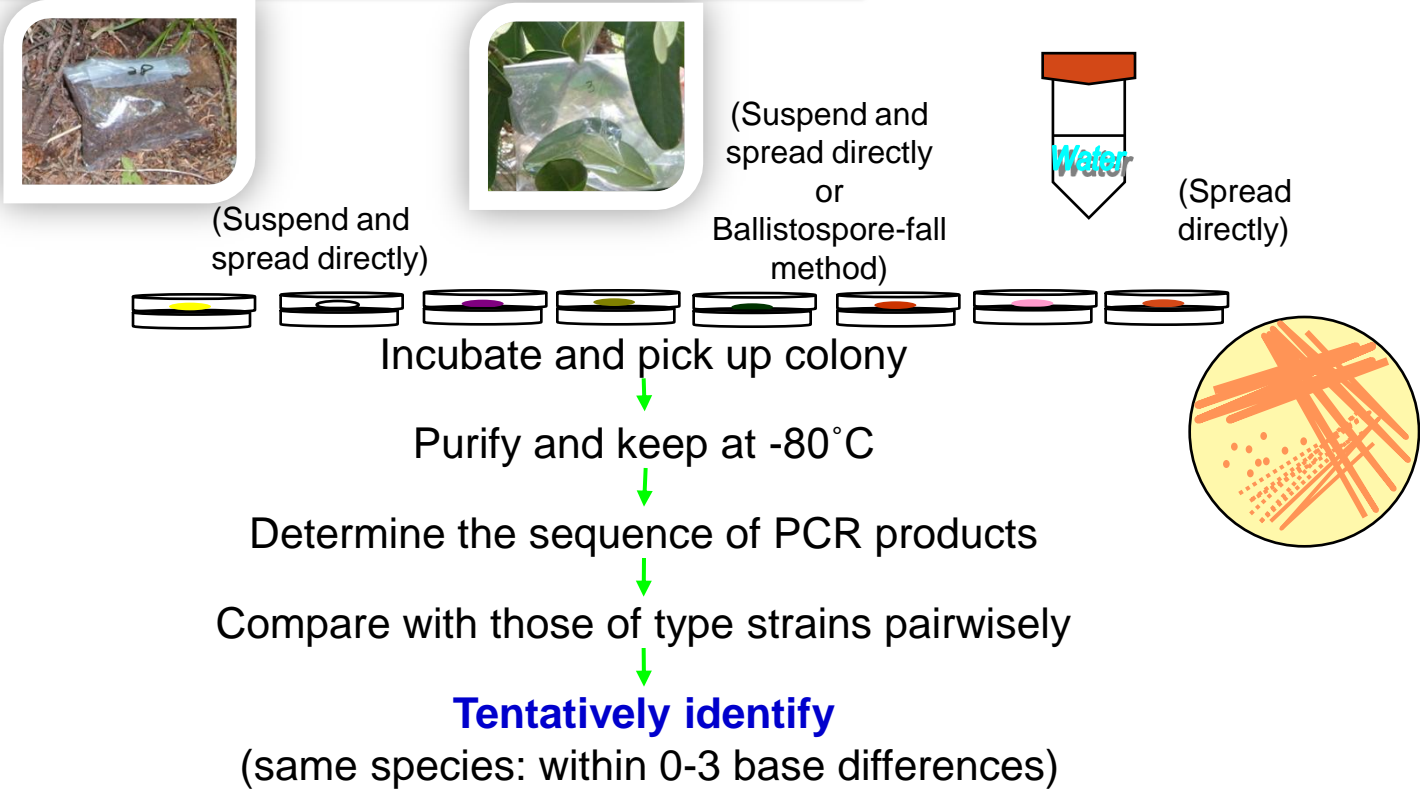 28
3
(Suspend and
spread directly)
(Suspend and
spread directly
or
Ballistospore-fall
method)
Water
(Spread
directly)
Incubate and pick up colony
Purify and keep at -80˚C
Determine the sequence of PCR products
Compare with those of type strains pairwisely
Tentatively identify
(same species: within 0-3 base differences)